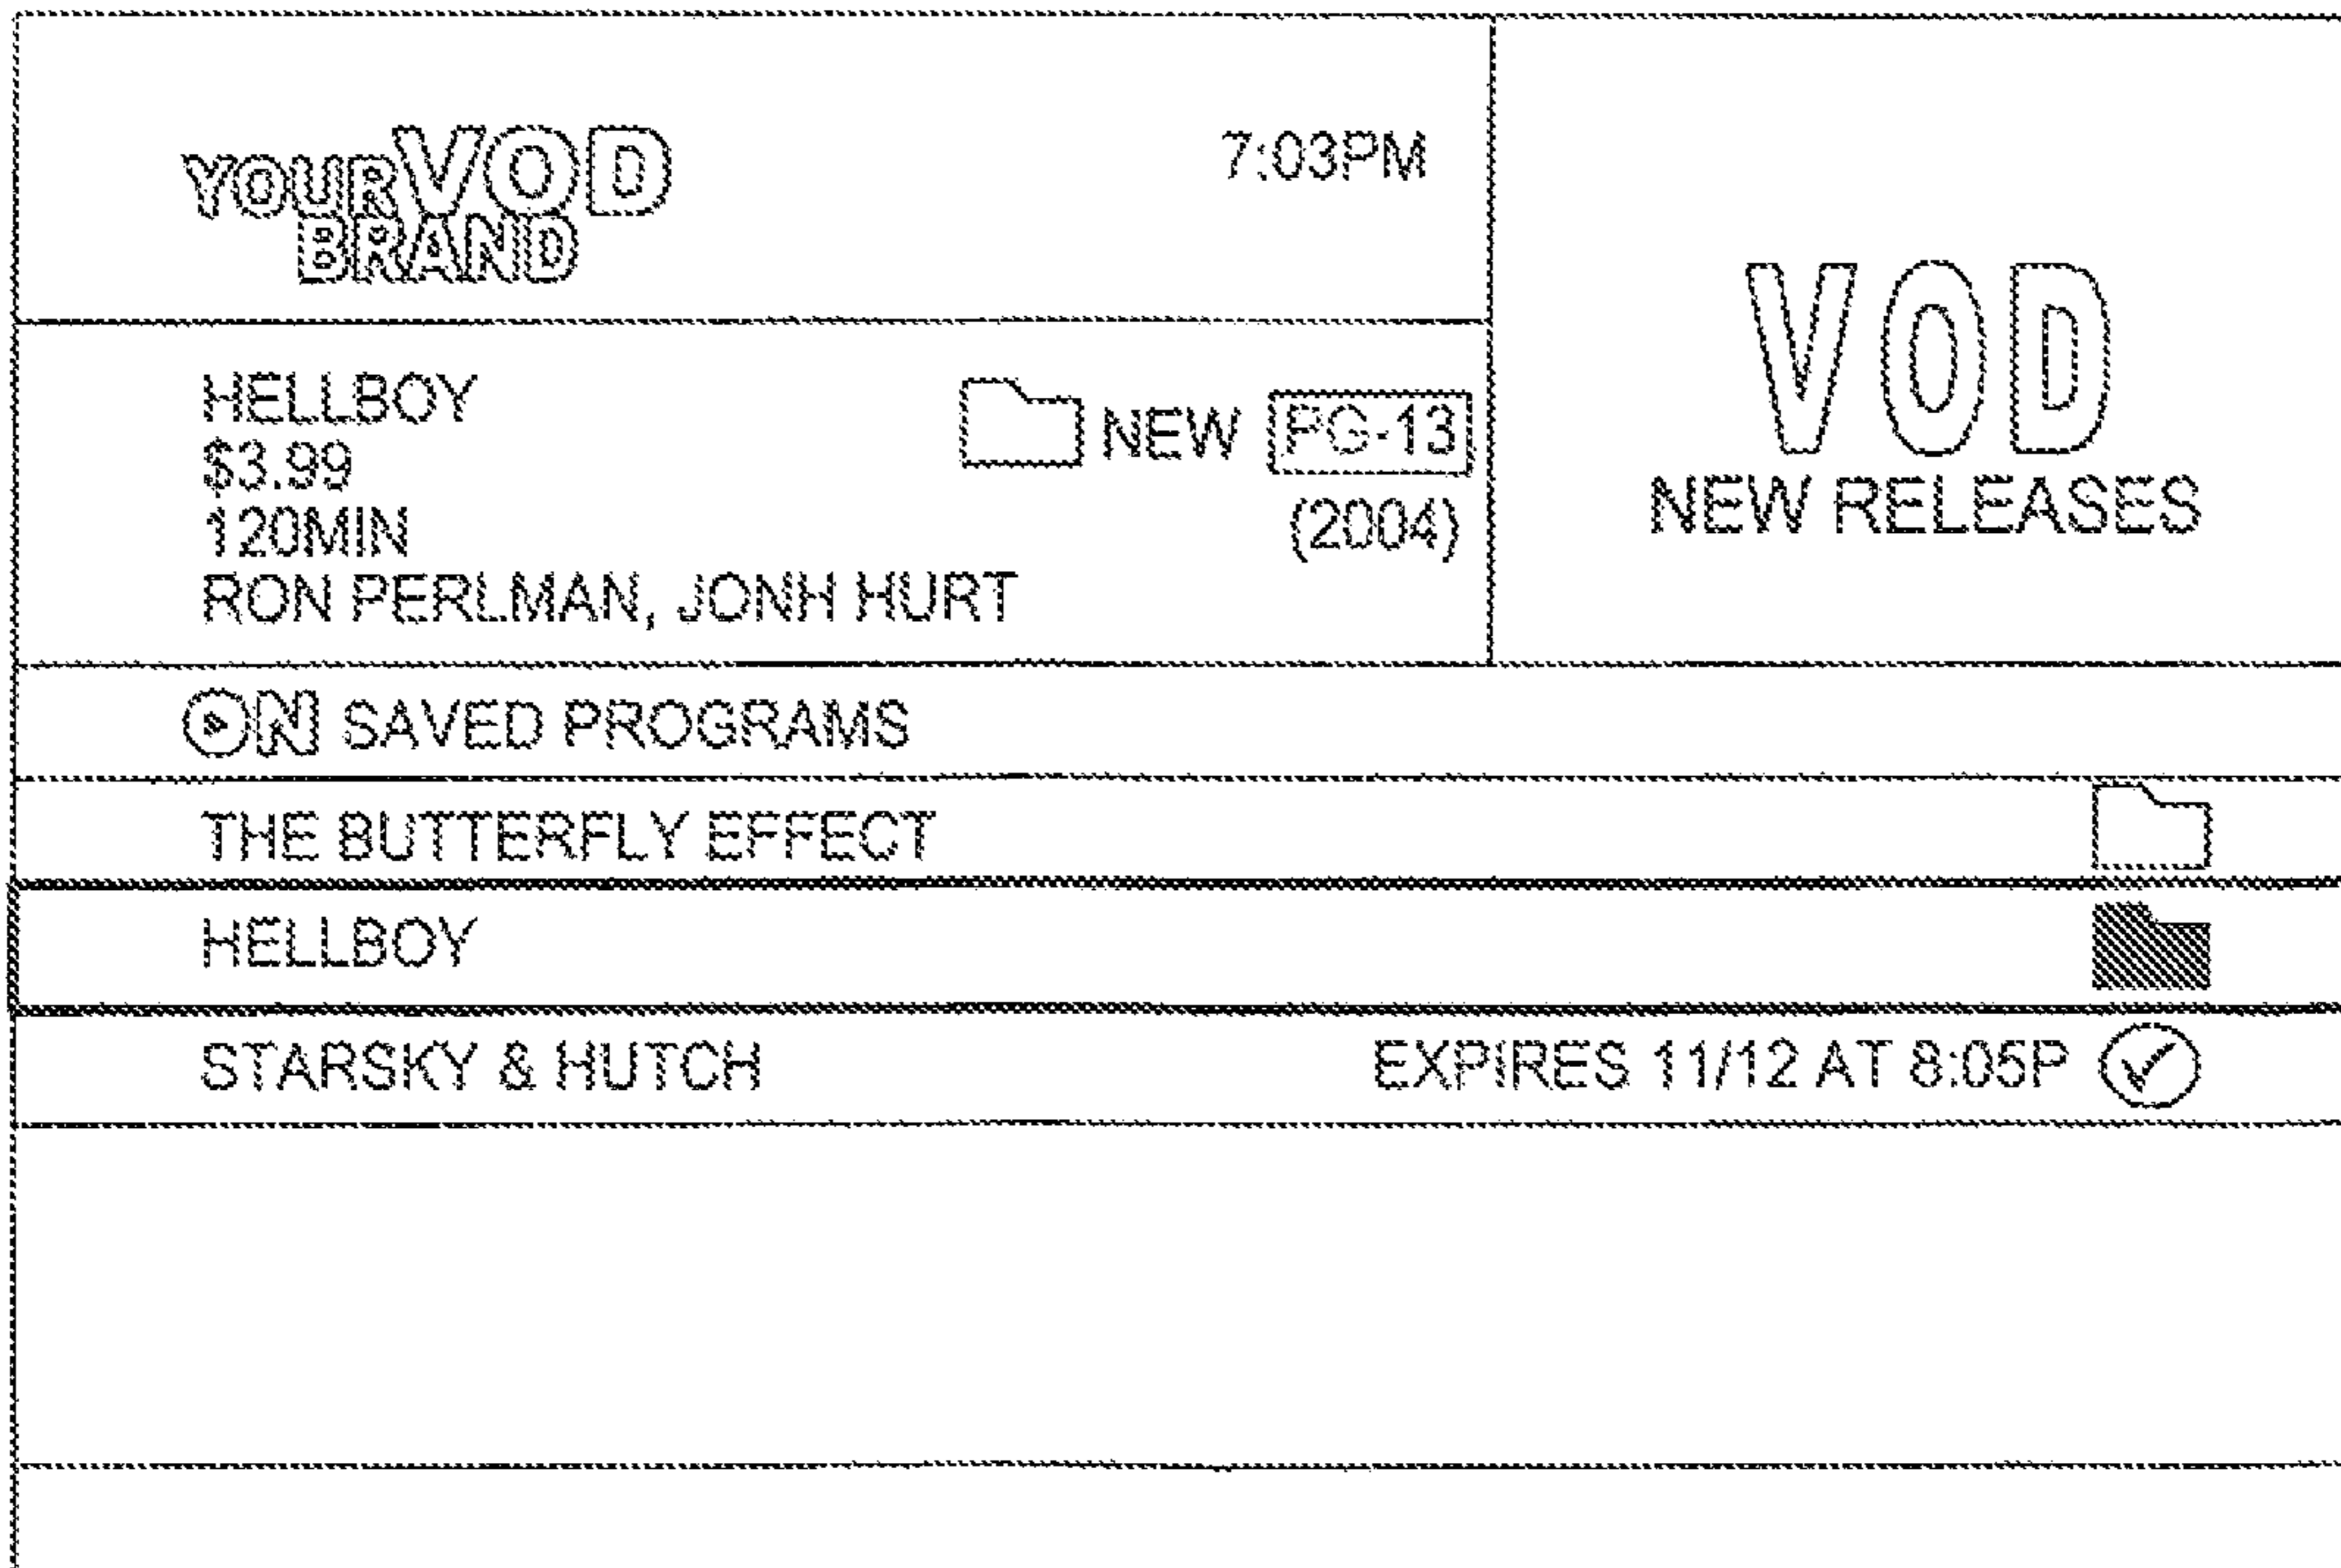 YOUR VOD
BRAND
7:03PM
HELLBOY
$3.99
120MIN
RON PERLMAN, JONH HURT
NEW PG-13
(2004)
VOD
NEW RELEASES
ON SAVED PROGRAMS
THE BUTTERFLY EFFECT
HELLBOY
STARSKY & HUTCH EXPIRES 11/12 AT 8:05P